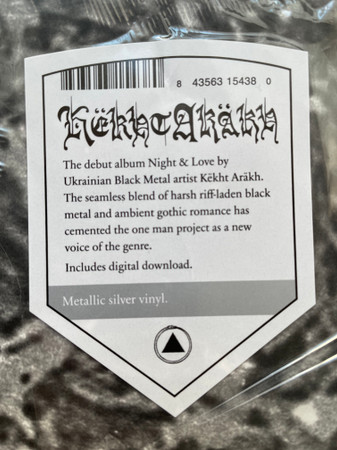 8 43563 15438 0
Këkht Aräkh
The debut album Night & Love by
Ukrainian Black Metal artist Këkht Aräkh.
The seamless blend of harsh riff-laden black
metal and ambient gothic romance has
cemented the one man project as a new
voice of the genre.
Includes digital download.
Metallic silver vinyl.